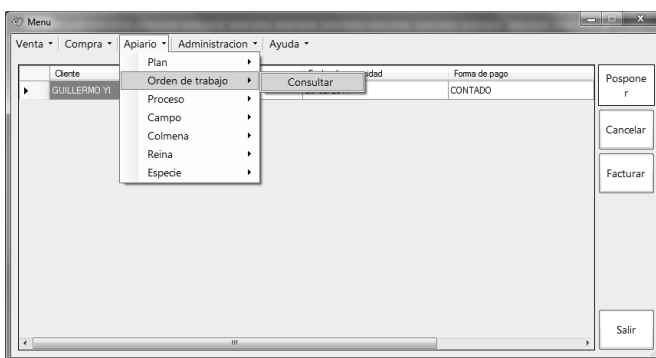 Menu
Venta Compra Apiario Administracion Ayuda
Cliente Forma de pago
GUILLERMO YI CONTADO
Plan
Orden de trabajo Consultar
Proceso
Campo
Colmena
Reina
Especie
Pospone
r
Cancelar
Facturar
Salir